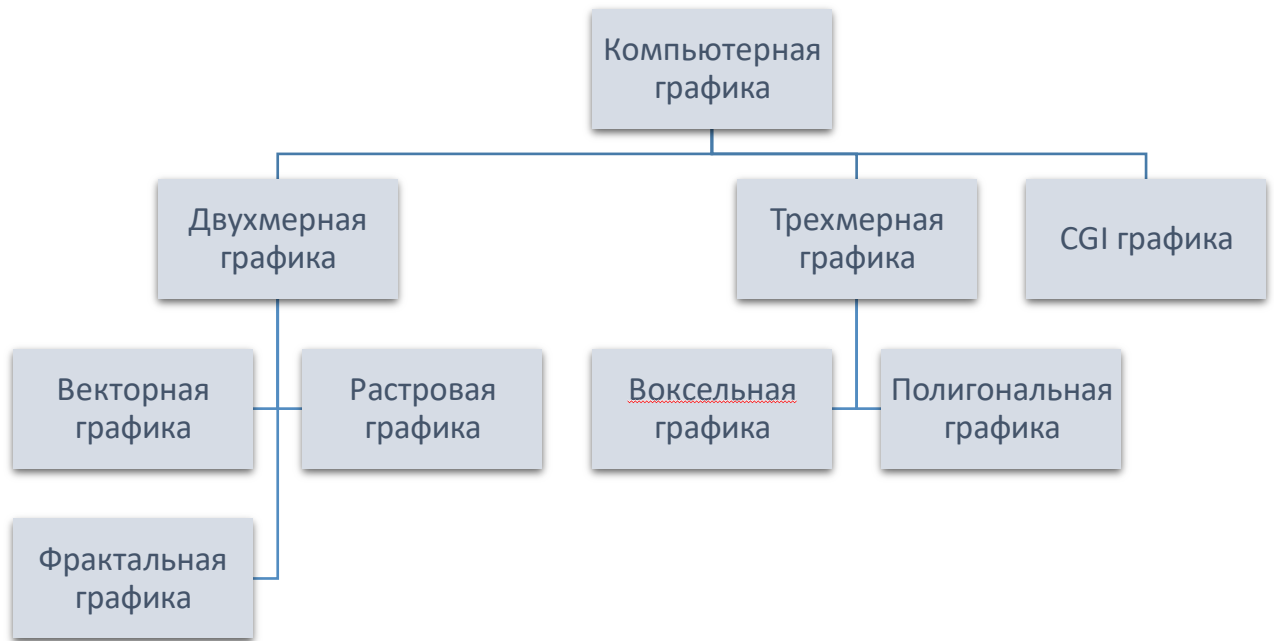 Компьютерная
графика
Двухмерная
графика
Трехмерная
графика
CGI графика
Векторная
графика
Растровая
графика
Воксельная
графика
Полигональная
графика
Фрактальная
графика